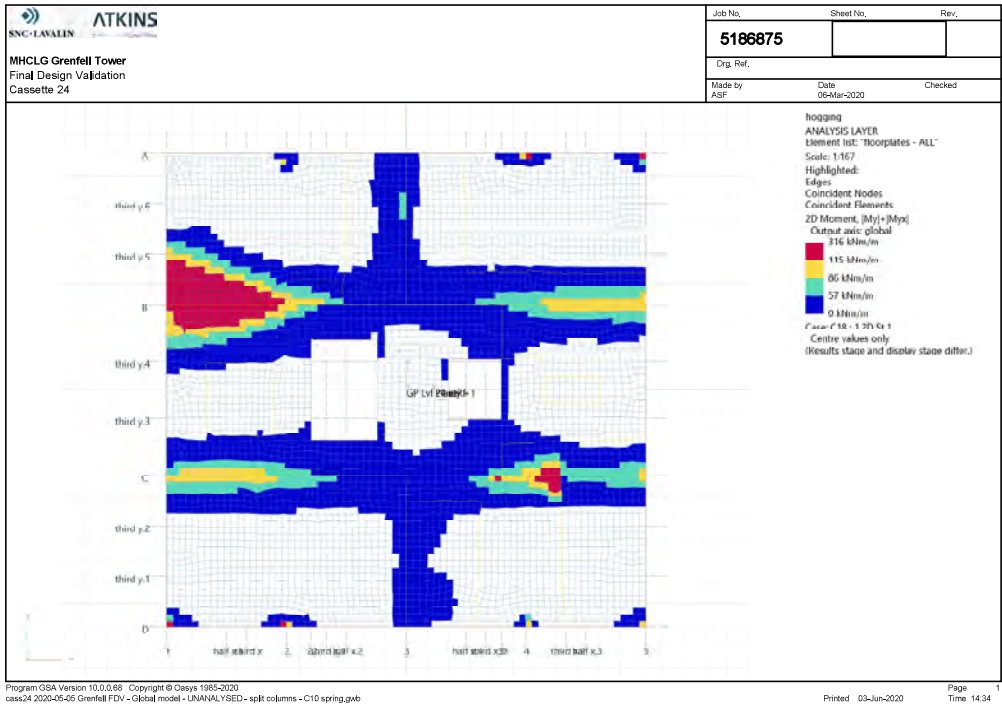 SNC·LAVALIN ATKINS
MHCLG Grenfell Tower
Final Design Validation
Cassette 24
Job No. Sheet No. Rev.
5186875
Drg. Ref.
Made by Date Checked
ASF 06-Mar-2020
hogging
ANALYSIS LAYER
Element list: "floorplates - ALL"
Scale: 1:167
Highlighted:
Edges
Coincident Nodes
Coincident Elements
2D Moment, |My|+|Myx|
Output axis: global
316 kNm/m
115 kNm/m
86 kNm/m
57 kNm/m
0 kNm/m
Case: C18 : 1.2D St 1
Centre values only
(Results stage and display stage differ.)
A
third y.6
third y.5
B
third y.4
GP Lvl
third y.3
C
third y.2
third y.1
D
1 half x 2 3 half 4 x.3 5
Program GSA Version 10.0.0.68 Copyright © Oasys 1985-2020
cass24 2020-05-05 Grenfell FDV - Global model - UNANALYSED - split columns - C10 spring.gwb
Page 1
Printed 03-Jun-2020 Time 14:34